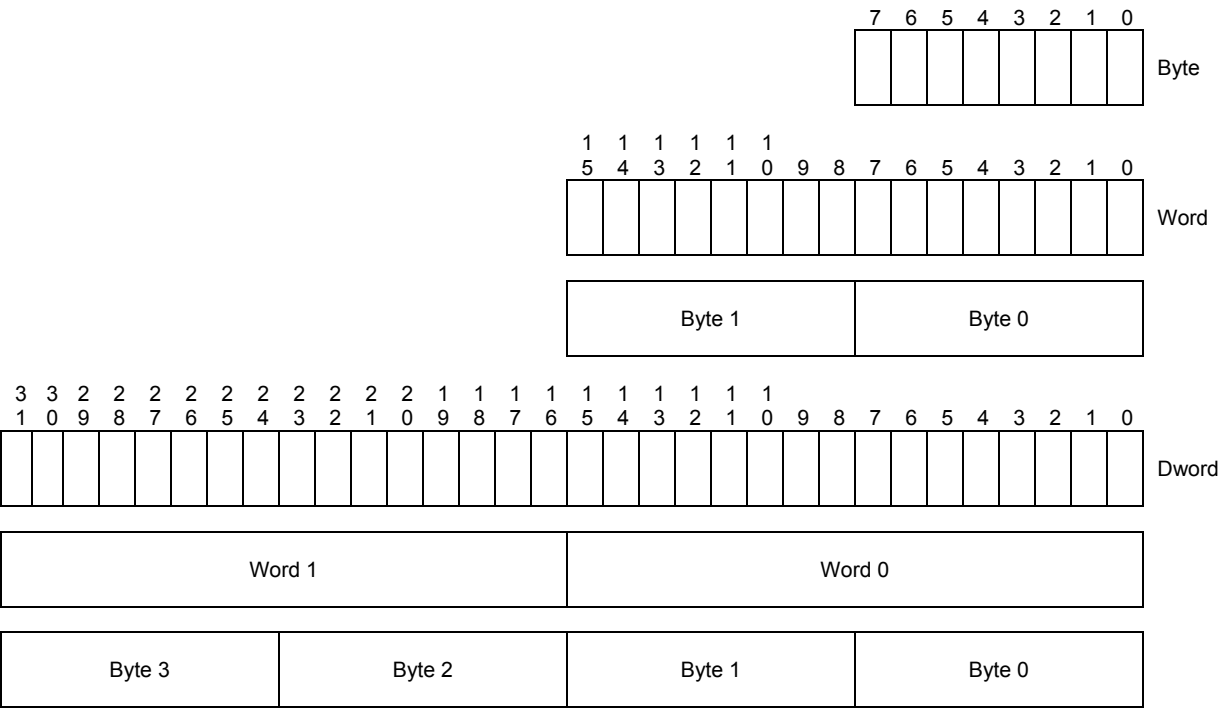 7 6 5 4 3 2 1 0
Byte
1 1 1 1 1 1
5 4 3 2 1 0 9 8 7 6 5 4 3 2 1 0
Word
Byte 1 Byte 0
3 3 2 2 2 2 2 2 2 2 2 2 1 1 1 1 1 1 1 1 1 1
1 0 9 8 7 6 5 4 3 2 1 0 9 8 7 6 5 4 3 2 1 0 9 8 7 6 5 4 3 2 1 0
Dword
Word 1 Word 0
Byte 3 Byte 2 Byte 1 Byte 0